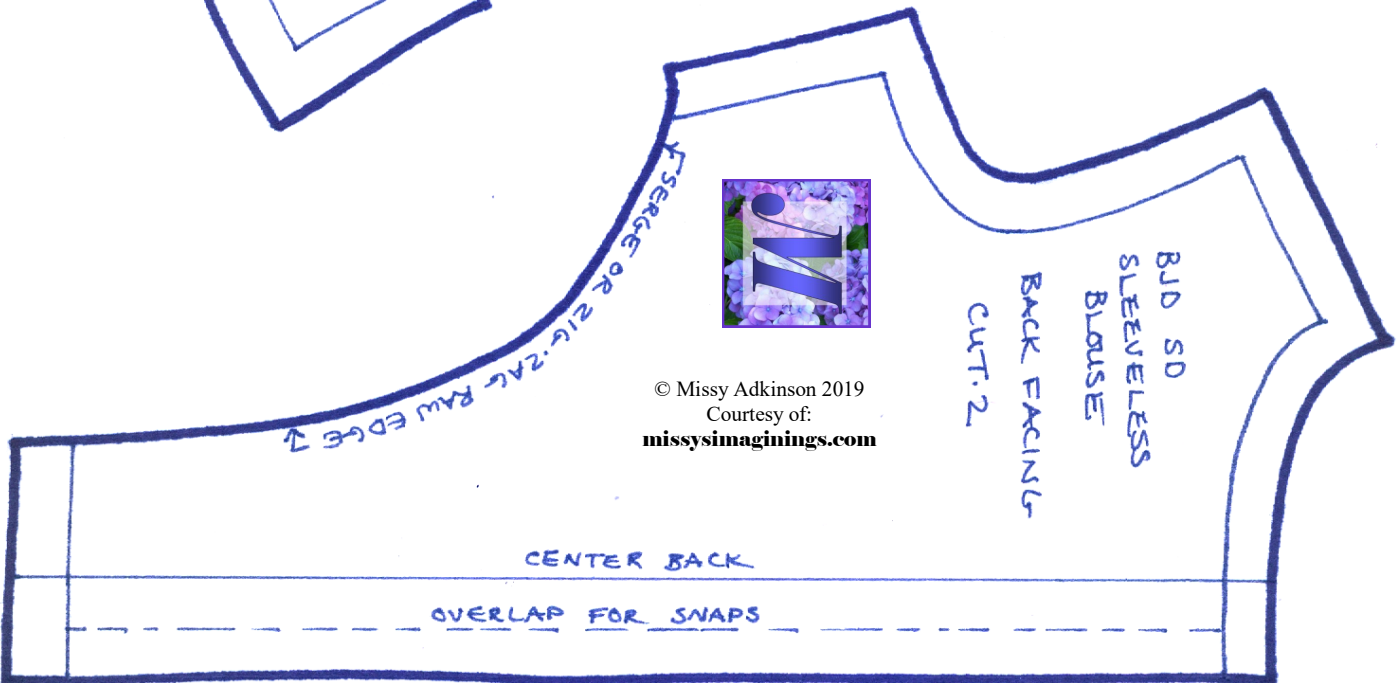 BJD SD
SLEEVELESS
BLOUSE
BACK FACING
CUT·2
SERGE OR ZIG·ZAG RAW EDGE
M
© Missy Adkinson 2019
Courtesy of:
missysimaginings.com
CENTER BACK
OVERLAP FOR SNAPS